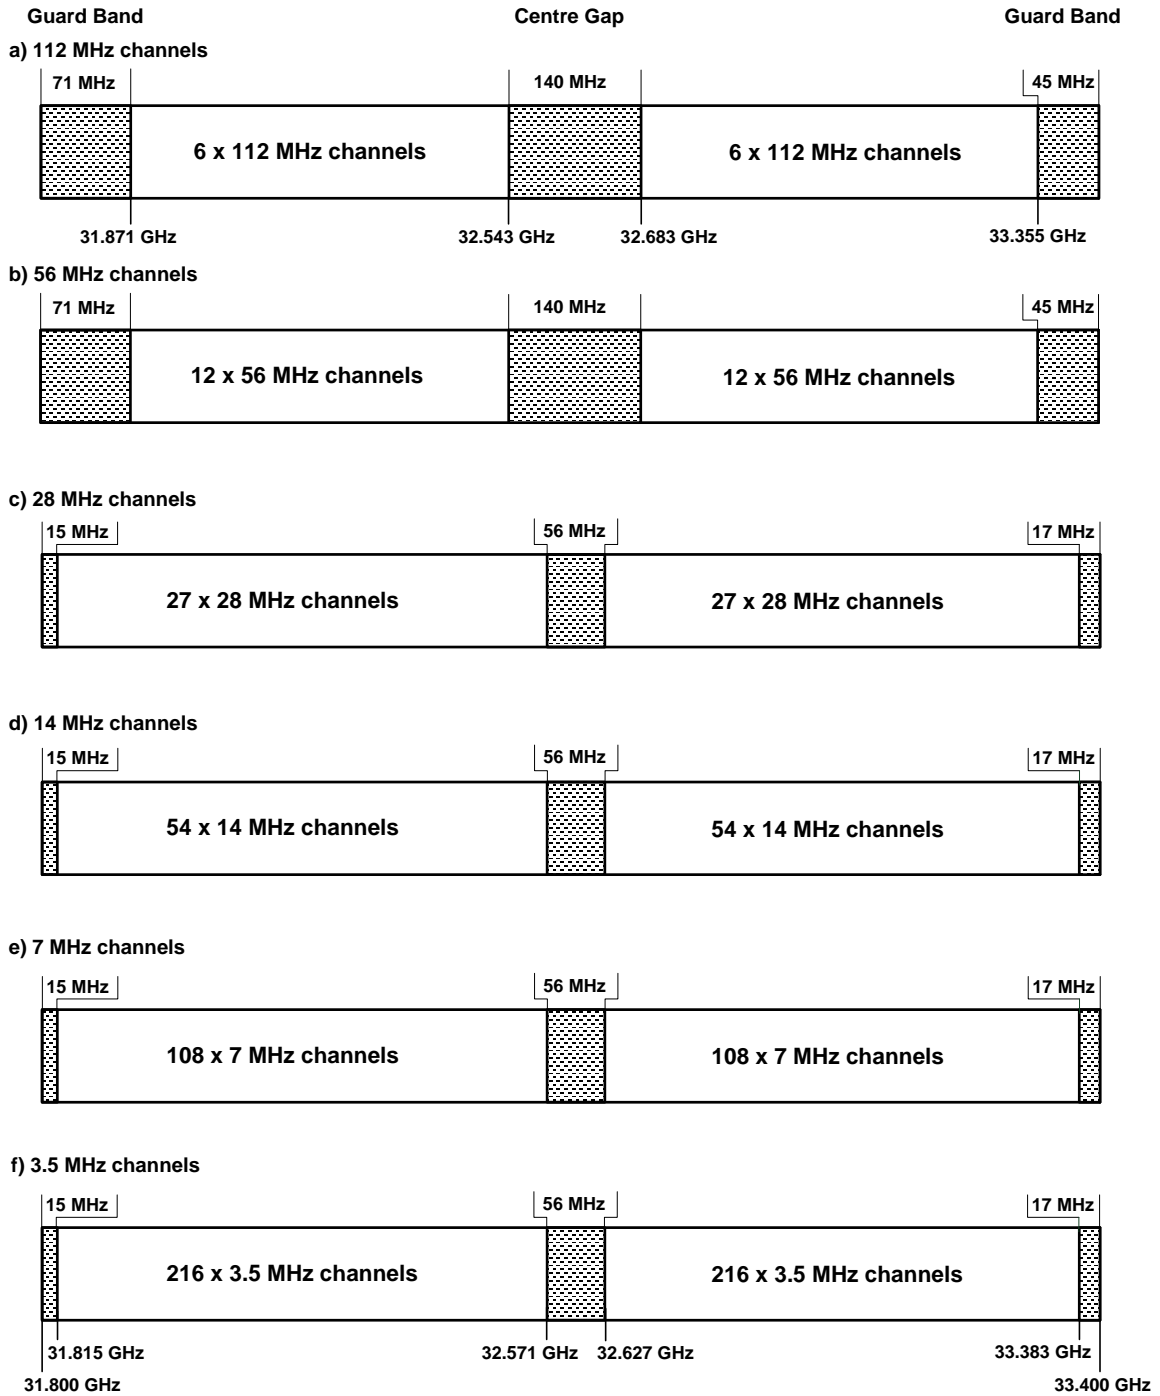 Guard Band Centre Gap Guard Band
a) 112 MHz channels
71 MHz 140 MHz 45 MHz
6 x 112 MHz channels 6 x 112 MHz channels
31.871 GHz 32.543 GHz 32.683 GHz 33.355 GHz
b) 56 MHz channels
71 MHz 140 MHz 45 MHz
12 x 56 MHz channels 12 x 56 MHz channels
c) 28 MHz channels
15 MHz 56 MHz 17 MHz
27 x 28 MHz channels 27 x 28 MHz channels
d) 14 MHz channels
15 MHz 56 MHz 17 MHz
54 x 14 MHz channels 54 x 14 MHz channels
e) 7 MHz channels
15 MHz 56 MHz 17 MHz
108 x 7 MHz channels 108 x 7 MHz channels
f) 3.5 MHz channels
15 MHz 56 MHz 17 MHz
216 x 3.5 MHz channels 216 x 3.5 MHz channels
31.815 GHz 32.571 GHz 32.627 GHz 33.383 GHz
31.800 GHz 33.400 GHz